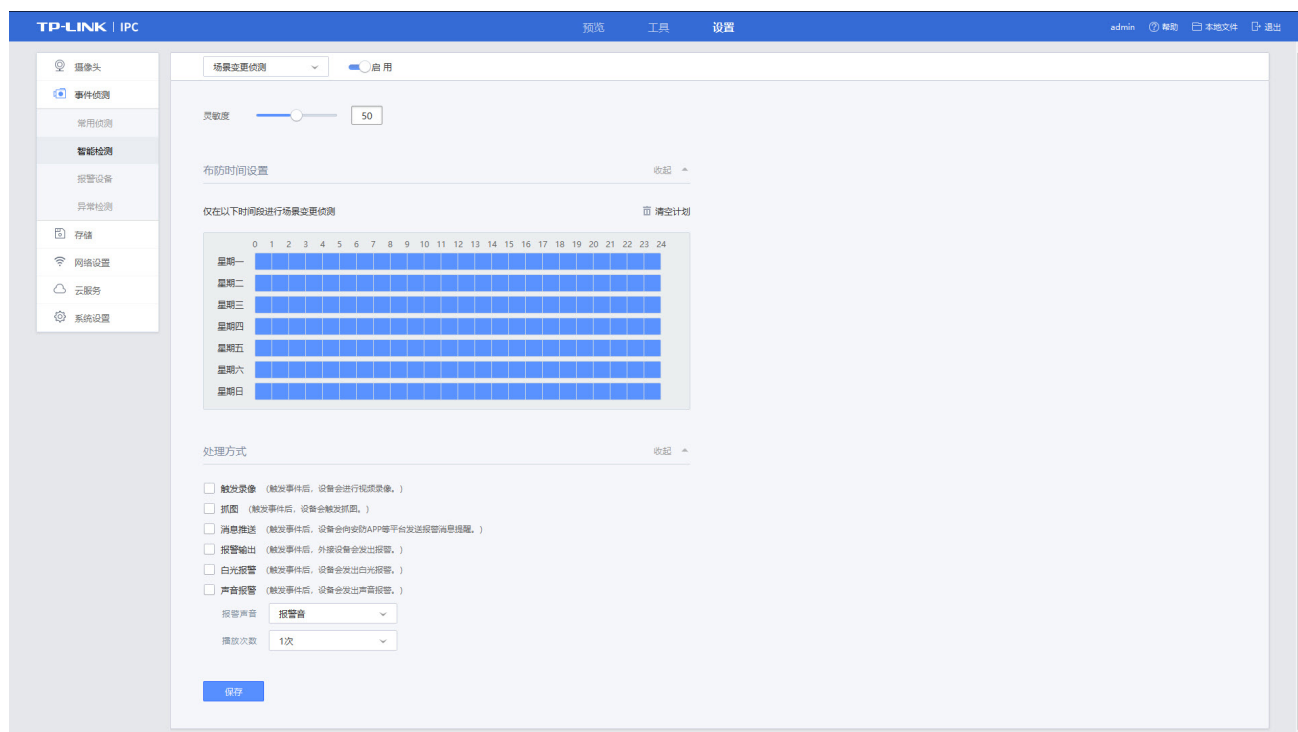 TP-LINK | IPC 预览 工具 设置 admin 帮助 本地文件 退出
摄像头
事件侦测
常用侦测
智能检测
报警设备
异常检测
存储
网络设置
云服务
系统设置
场景变更侦测 启用
灵敏度 50
布防时间设置 收起
仅在以下时间段进行场景变更侦测 清空计划
0 1 2 3 4 5 6 7 8 9 10 11 12 13 14 15 16 17 18 19 20 21 22 23 24
星期一
星期二
星期三
星期四
星期五
星期六
星期日
处理方式 收起
触发录像 (触发事件后，设备会进行视频录像。)
抓图 (触发事件后，设备会触发抓图。)
消息推送 (触发事件后，设备会向安防APP等平台发送报警消息提醒。)
报警输出 (触发事件后，外接设备会发出报警。)
白光报警 (触发事件后，设备会发出白光报警。)
声音报警 (触发事件后，设备会发出声音报警。)
报警声音 报警音
播放次数 1次
保存